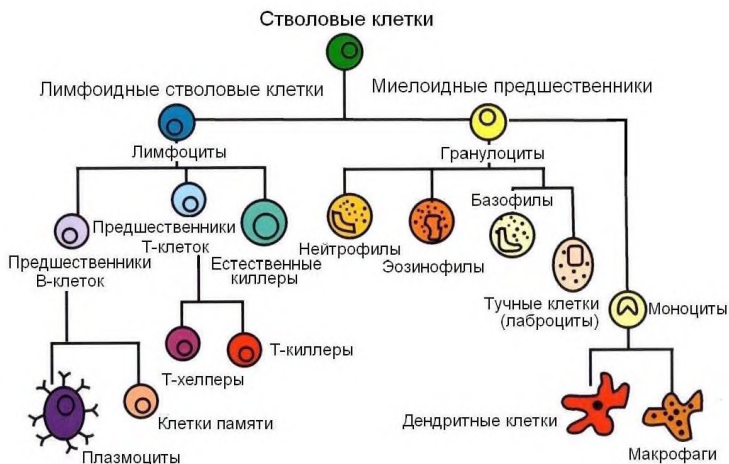 Стволовые клетки
Лимфоидные стволовые клетки
Миелоидные предшественники
Лимфоциты
Гранулоциты
Предшественники
В-клеток
Предшественники
Т-клеток
Естественные
киллеры
Нейтрофилы
Эозинофилы
Базофилы
Тучные клетки
(лаброциты)
Моноциты
Т-хелперы
Т-киллеры
Плазмоциты
Клетки памяти
Дендритные клетки
Макрофаги